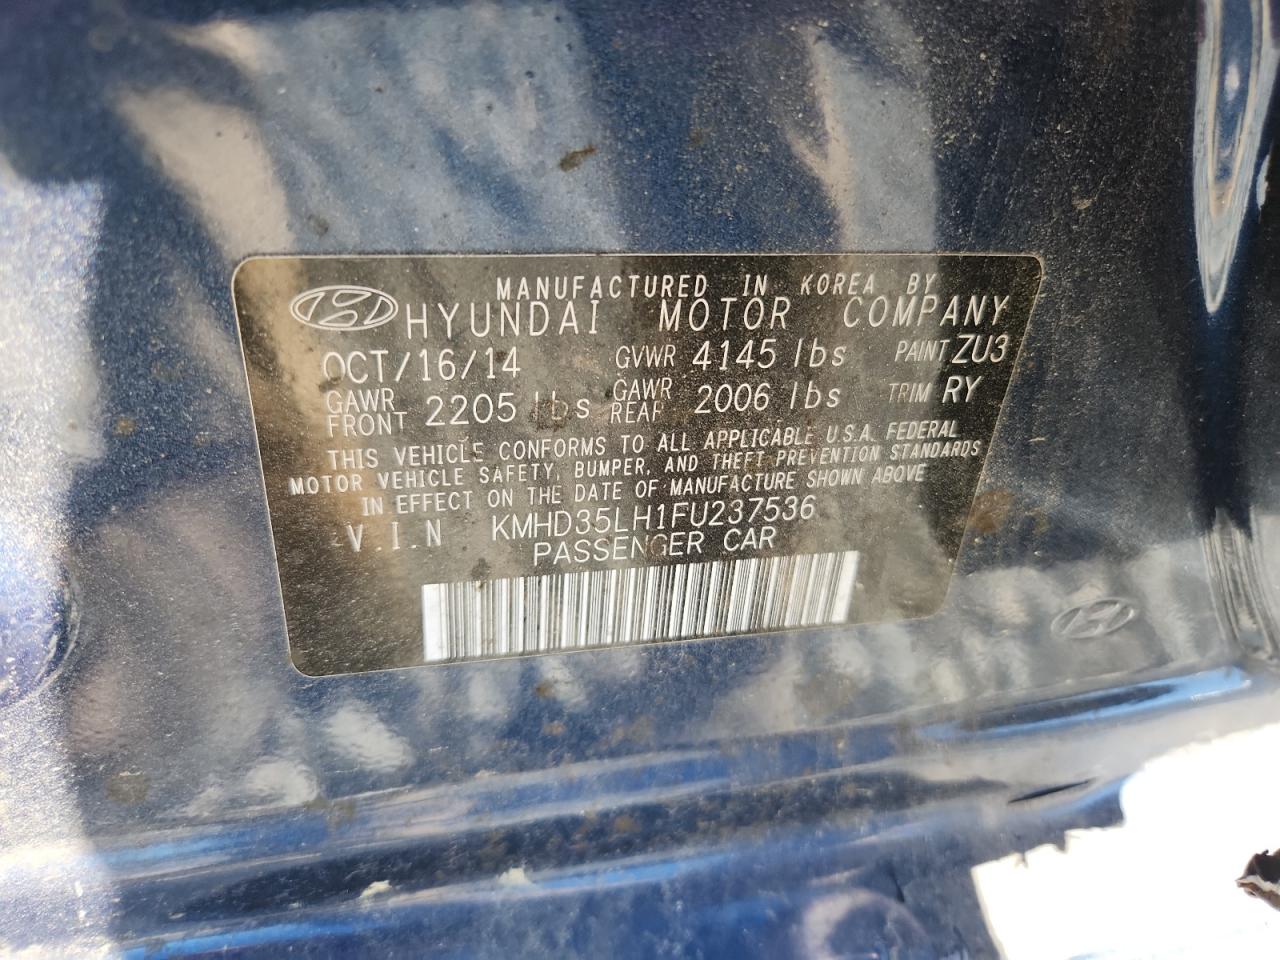 MANUFACTURED IN KOREA BY
HYUNDAI MOTOR COMPANY
OCT/16/14 GVWR 4145 lbs PAINT ZU3
GAWR FRONT 2205 lbs GAWR REAR 2006 lbs TRIM RY
THIS VEHICLE CONFORMS TO ALL APPLICABLE U.S.A. FEDERAL
MOTOR VEHICLE SAFETY, BUMPER, AND THEFT PREVENTION STANDARDS
IN EFFECT ON THE DATE OF MANUFACTURE SHOWN ABOVE
V.I.N KMHD35LH1FU237536
PASSENGER CAR